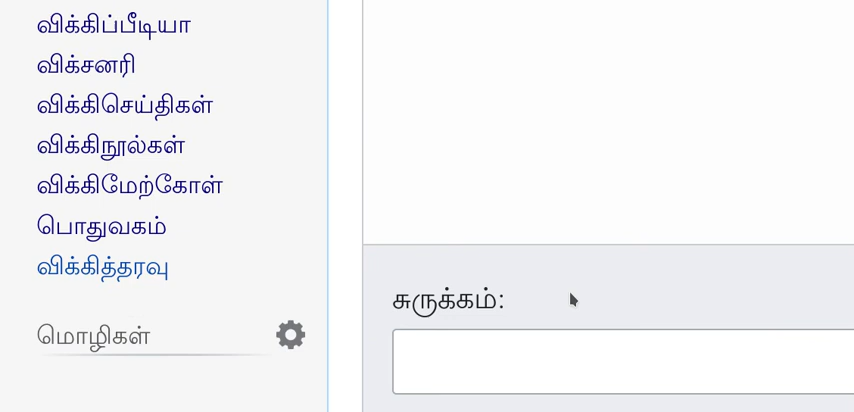 விக்கிப்பீடியா
விக்சனரி
விக்கிசெய்திகள்
விக்கிநூல்கள்
விக்கிமேற்கோள்
பொதுவகம்
விக்கித்தரவு
மொழிகள்
சுருக்கம்: